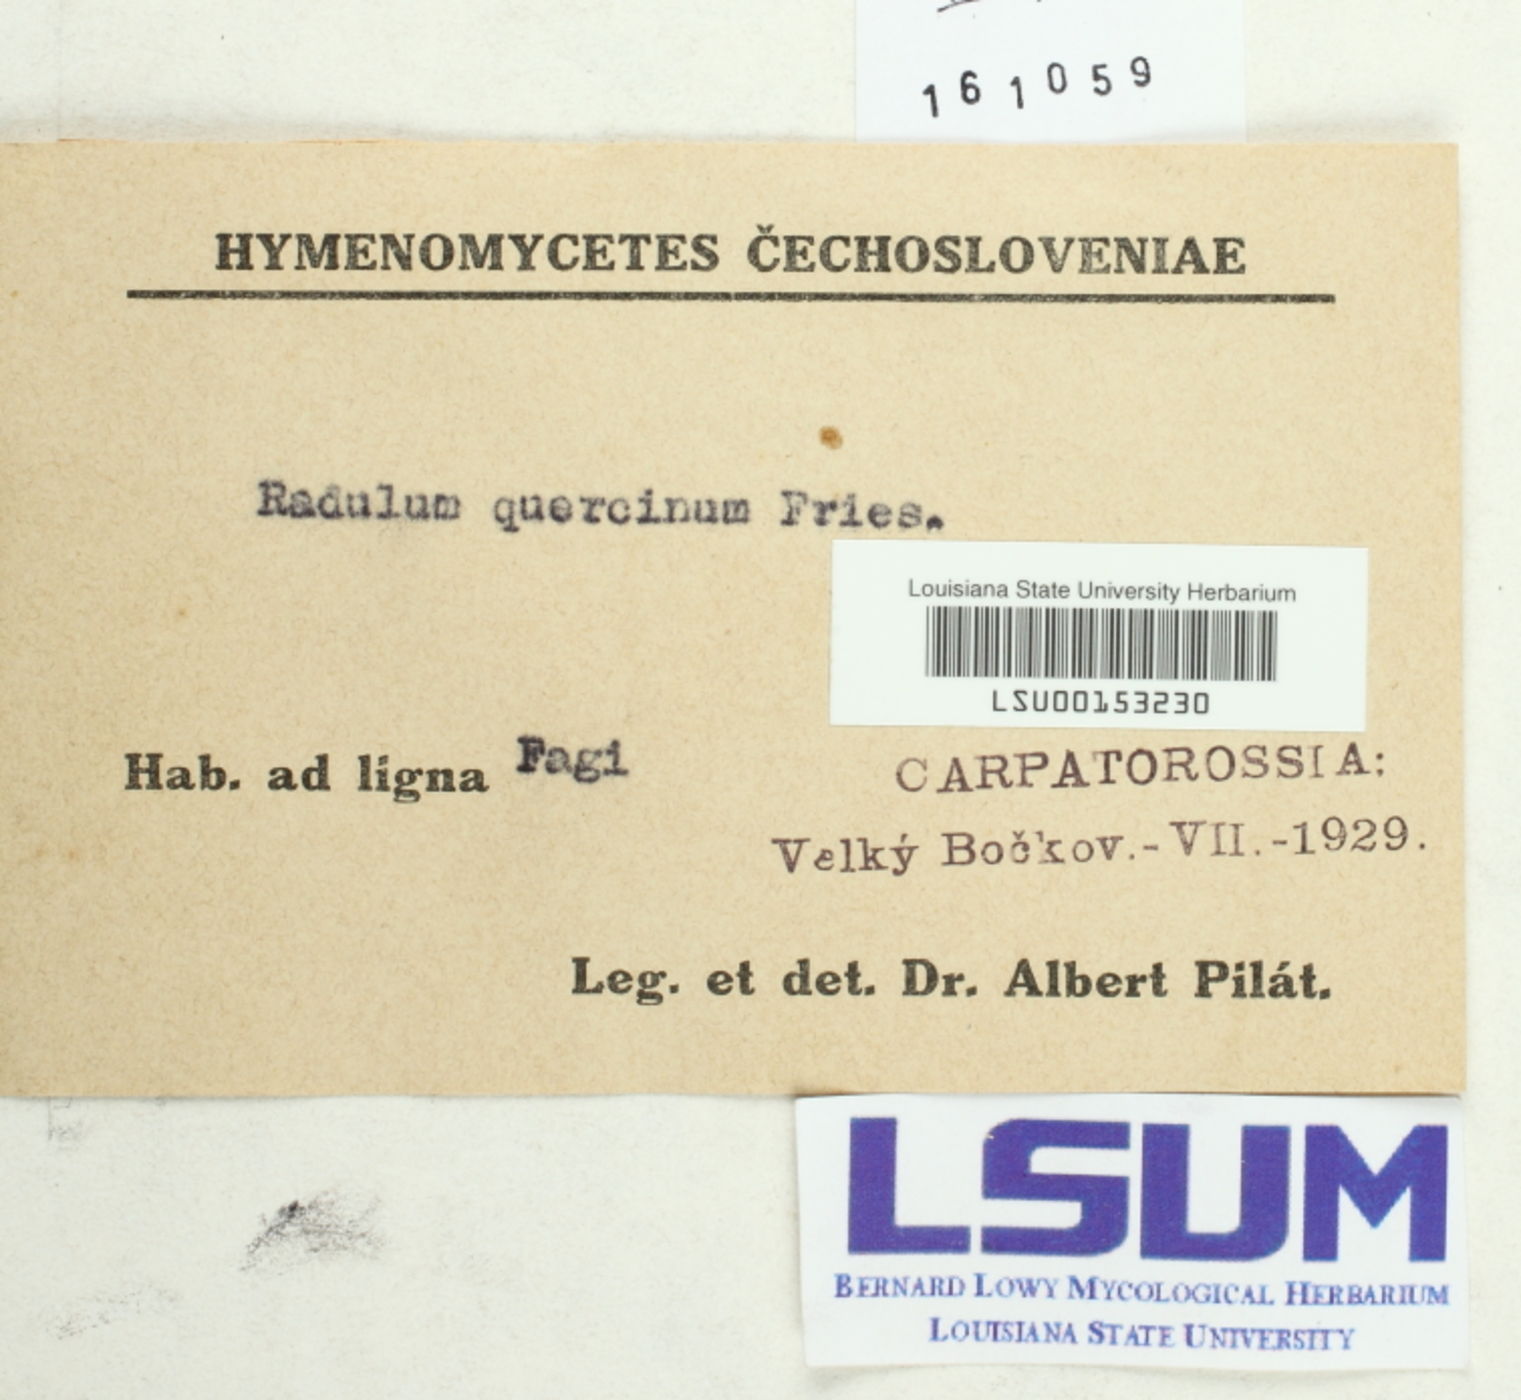 161059
HYMENOMYCETES ČECHOSLOVENIAE
Radulum quercinum Fries.
Louisiana State University Herbarium
LSU00153230
Hab. ad ligna Fagi
CARPATOROSSIA:
Velký Bočkov.-VII.-1929.
Leg. et det. Dr. Albert Pilát.
LSUM
BERNARD LOWY MYCOLOGICAL HERBARIUM
LOUISIANA STATE UNIVERSITY